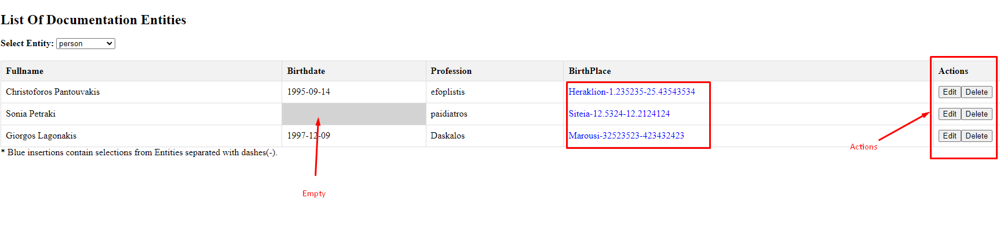 List Of Documentation Entities
Select Entity: person
Fullname Birthdate Profession BirthPlace Actions
Christoforos Pantouvakis 1995-09-14 efoplistis Heraklion-1.235235-25.43543534 Edit Delete
Sonia Petraki paidiatros Siteia-12.5324-12.2124124 Edit Delete
Giorgos Lagonakis 1997-12-09 Daskalos Marousi-32523523-423432423 Edit Delete
Actions
* Blue insertions contain selections from Entities separated with dashes(-).
Empty